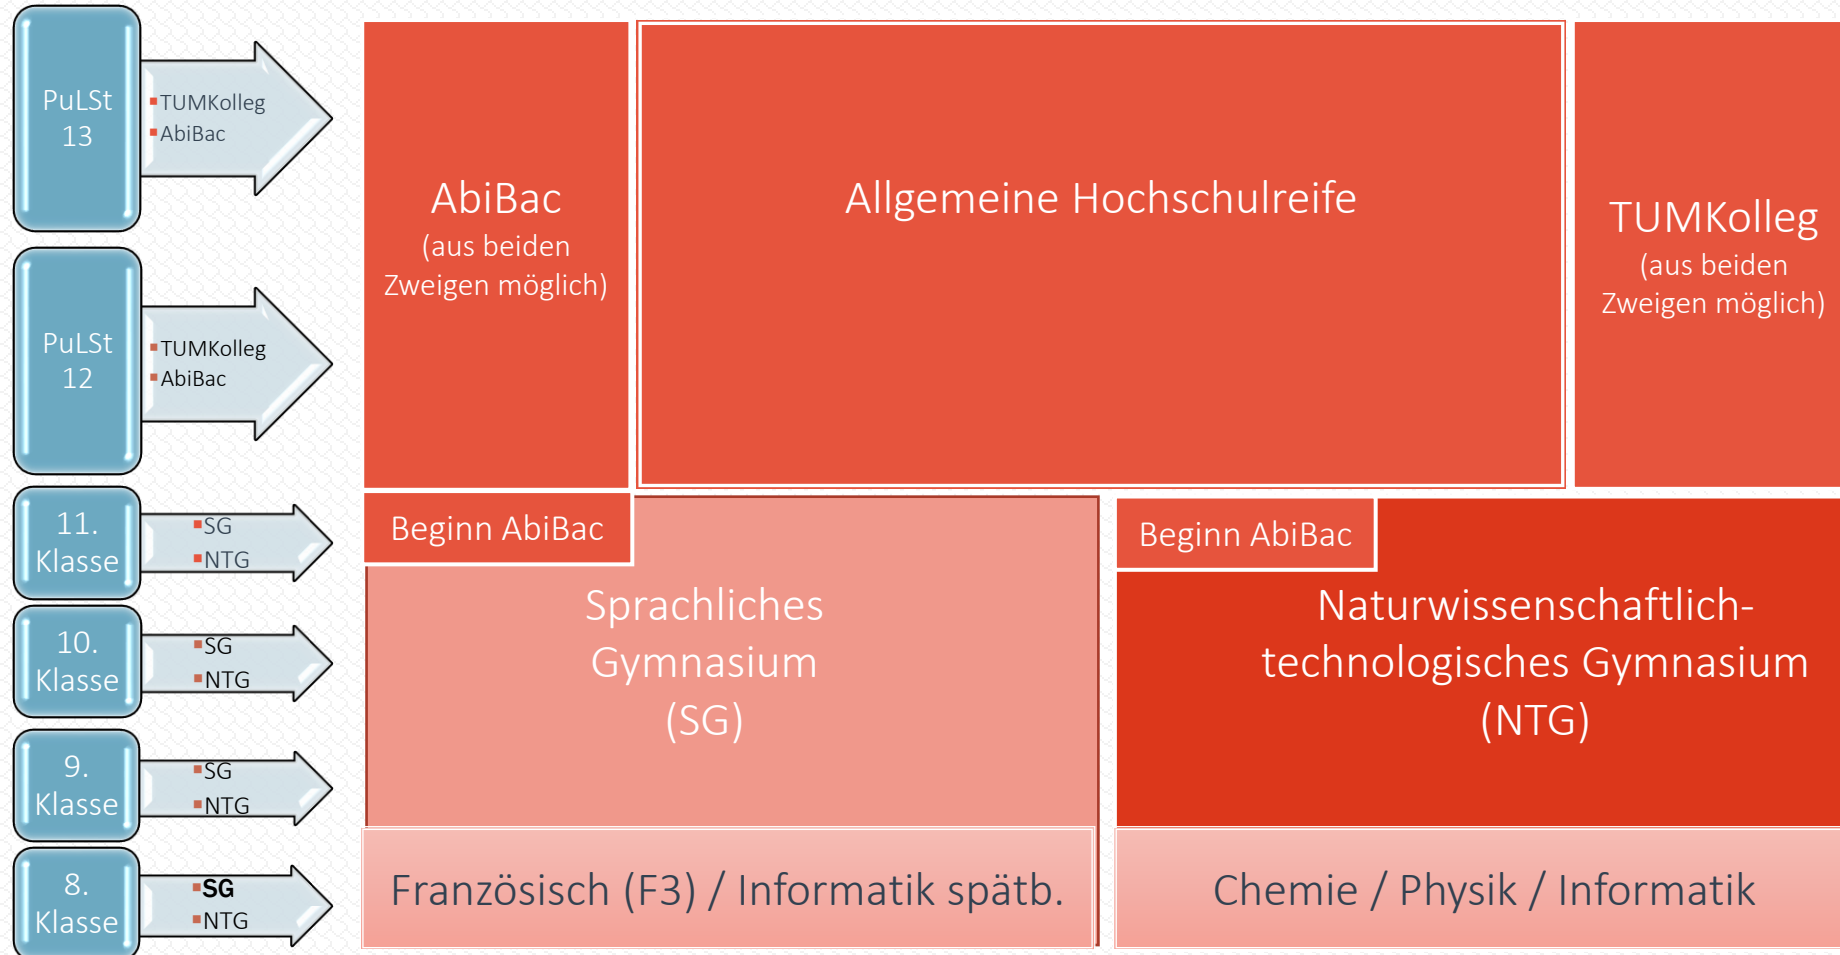 PuLSt
13
TUMKolleg
AbiBac
AbiBac
(aus beiden
Zweigen möglich)
Allgemeine Hochschulreife
TUMKolleg
(aus beiden
Zweigen möglich)
PuLSt
12
TUMKolleg
AbiBac
11.
Klasse
SG
NTG
Beginn AbiBac
Beginn AbiBac
Sprachliches
Gymnasium
(SG)
Naturwissenschaftlich-
technologisches Gymnasium
(NTG)
10.
Klasse
SG
NTG
9.
Klasse
SG
NTG
8.
Klasse
SG
NTG
Französisch (F3) / Informatik spätb.
Chemie / Physik / Informatik